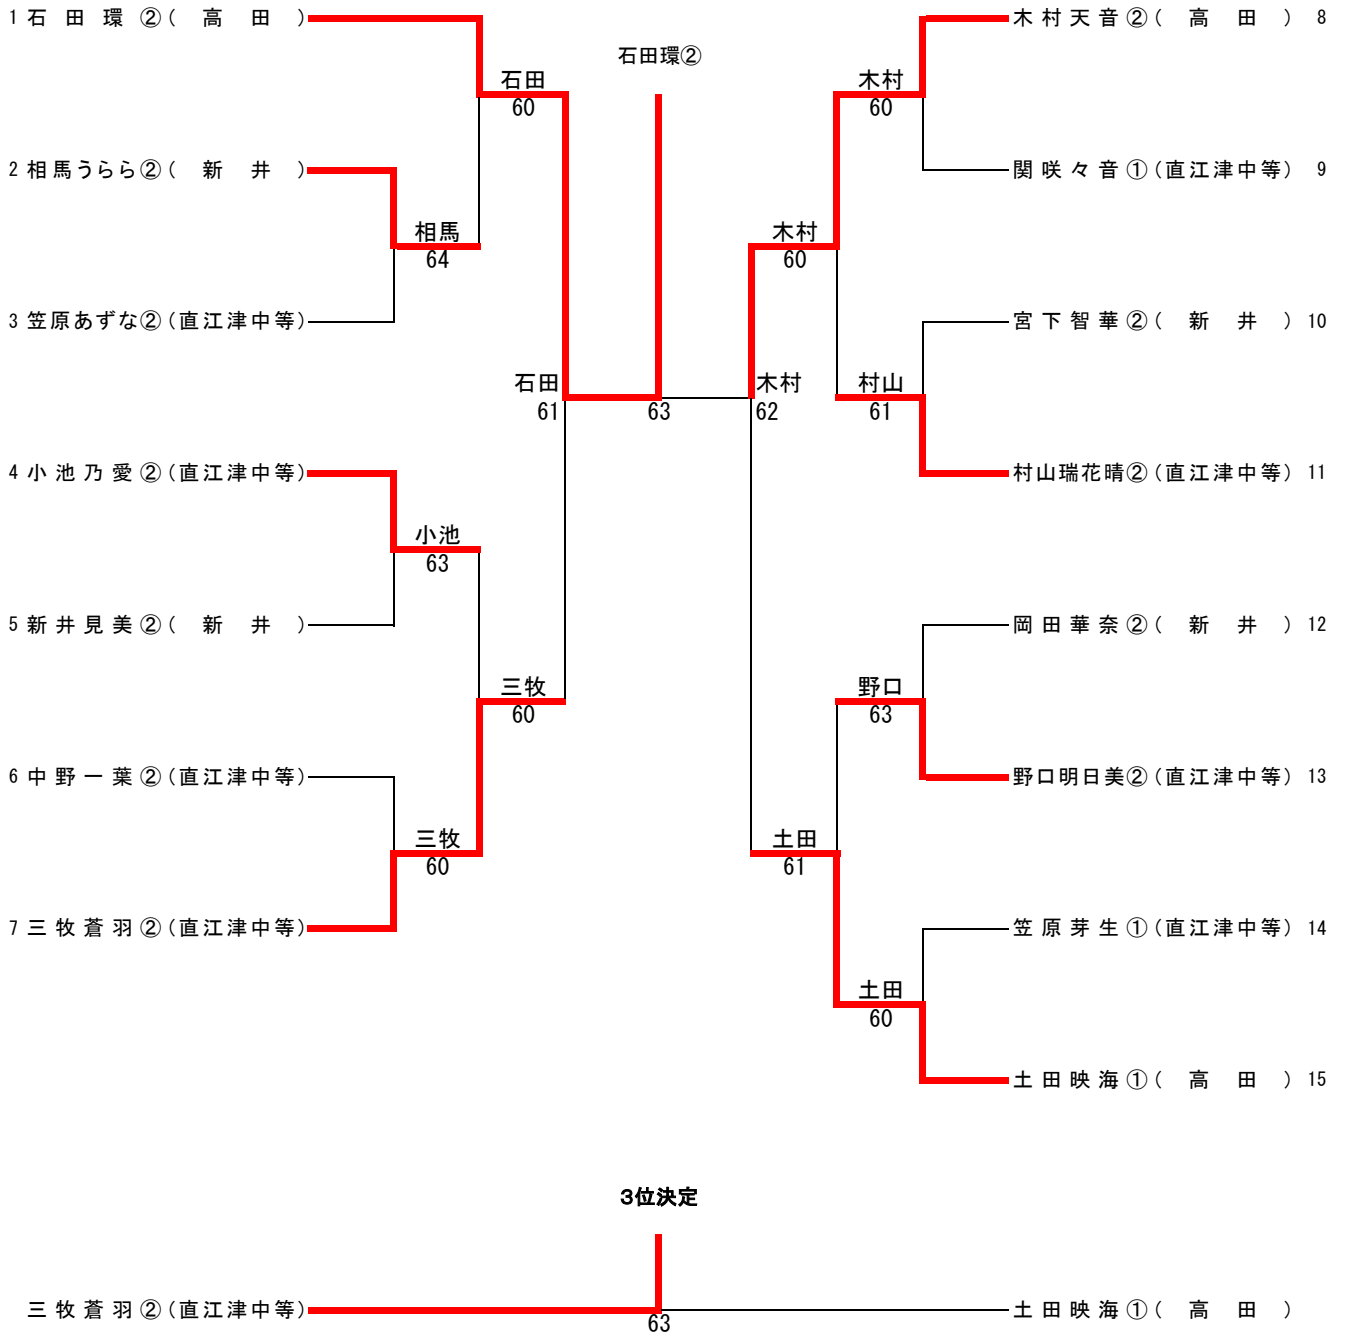 1 石田環②(高田)
木村天音②(高田) 8
石田環②
石田
木村
60
60
2 相馬うらら②(新井)
関咲々音①(直江津中等) 9
相馬
木村
64
60
3 笠原あずな②(直江津中等)
宮下智華②(新井) 10
石田
木村
村山
61
63
62
61
4 小池乃愛②(直江津中等)
村山瑞花晴②(直江津中等) 11
小池
63
5 新井見美②(新井)
岡田華奈②(新井) 12
三牧
野口
60
63
6 中野一葉②(直江津中等)
野口明日美②(直江津中等) 13
三牧
土田
60
61
7 三牧蒼羽②(直江津中等)
笠原芽生①(直江津中等) 14
土田
60
土田映海①(高田) 15
3位決定
三牧蒼羽②(直江津中等)
土田映海①(高田)
63